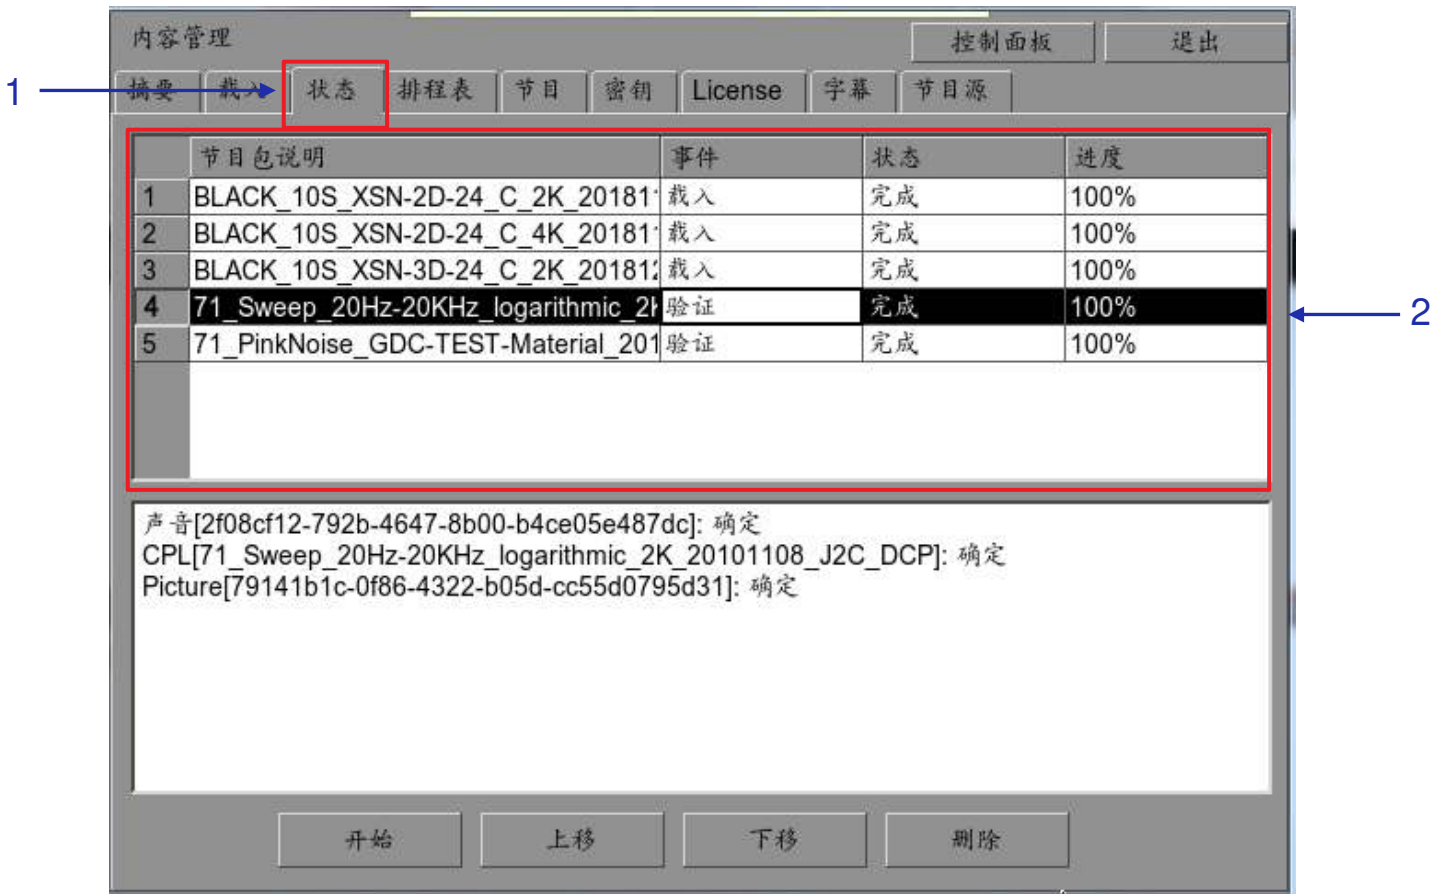 内容管理 控制面板 退出
1 摘要 载入 状态 排程表 节目 密钥 License 字幕 节目源
节目包说明 事件 状态 进度
1 BLACK_10S_XSN-2D-24_C_2K_20181 载入 完成 100%
2 BLACK_10S_XSN-2D-24_C_4K_20181 载入 完成 100%
3 BLACK_10S_XSN-3D-24_C_2K_20181 载入 完成 100%
4 71_Sweep_20Hz-20KHz_logarithmic_2 验证 完成 100% 2
5 71_PinkNoise_GDC-TEST-Material_201 验证 完成 100%
声音[2f08cf12-792b-4647-8b00-b4ce05e487dc]: 确定
CPL[71_Sweep_20Hz-20KHz_logarithmic_2K_20101108_J2C_DCP]: 确定
Picture[79141b1c-0f86-4322-b05d-cc55d0795d31]: 确定
开始 上移 下移 删除